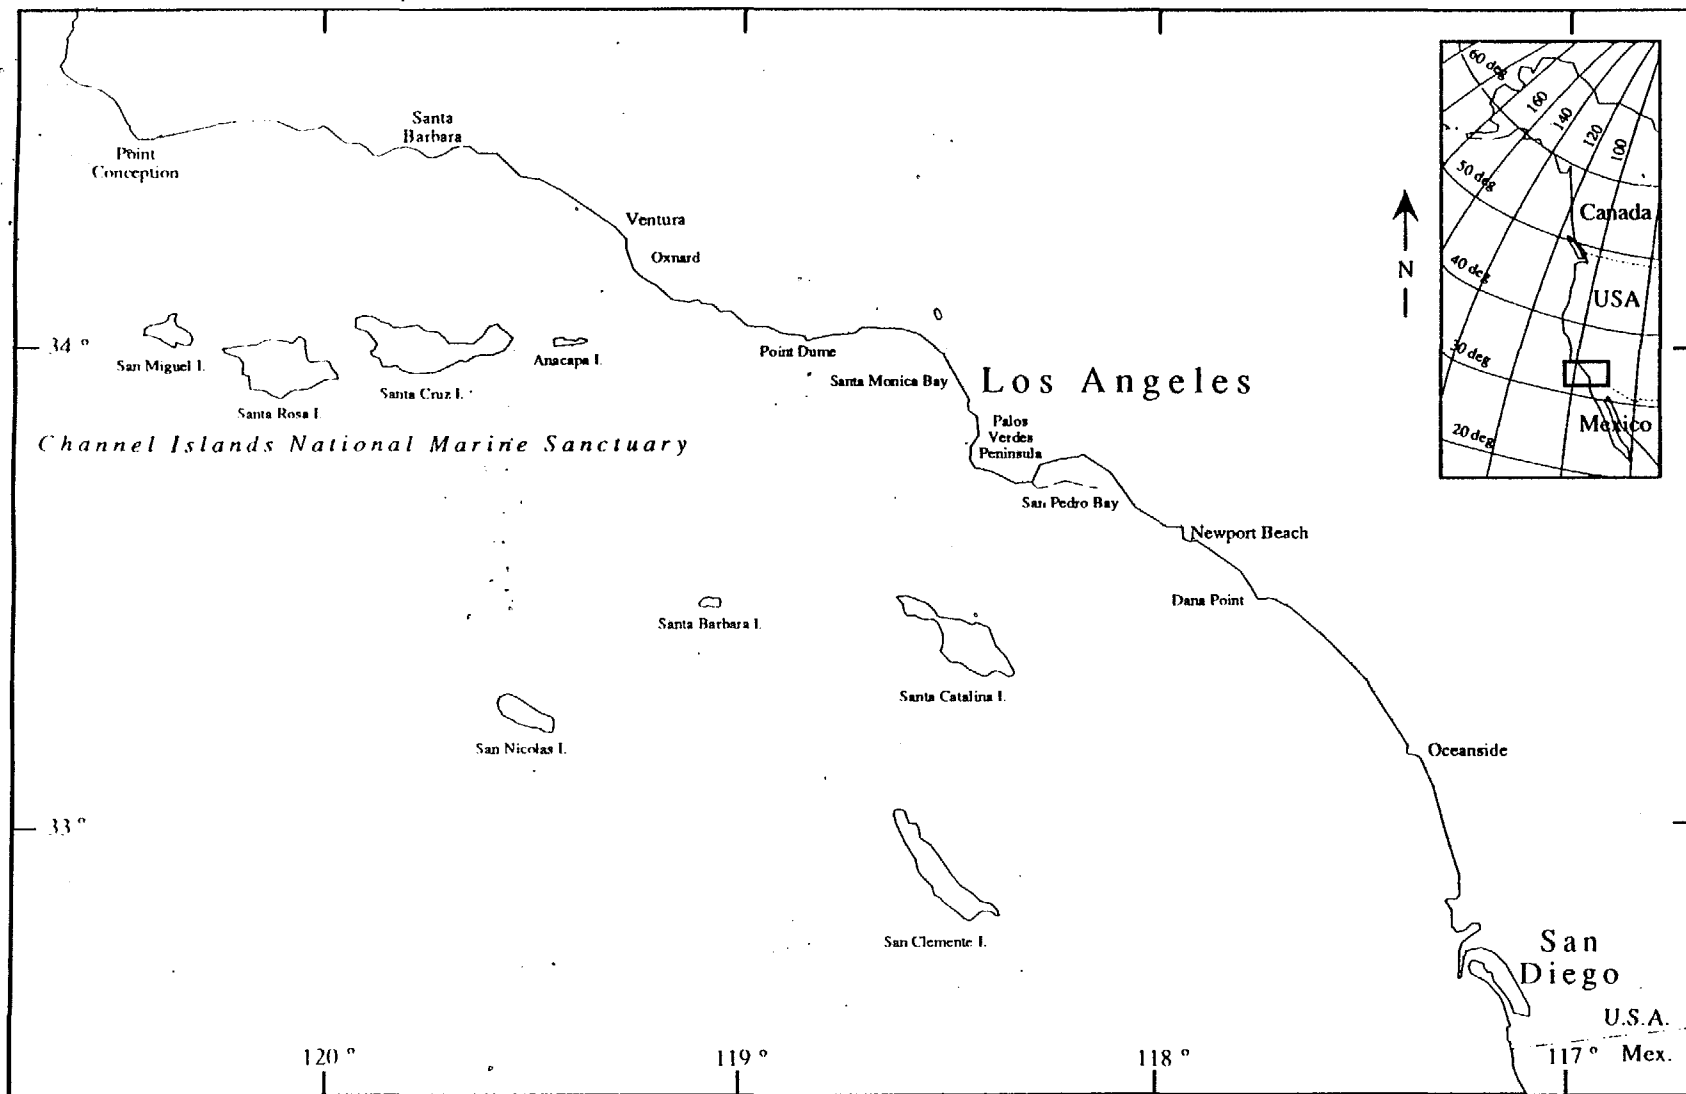 Santa
Barbara
Point
Conception
Ventura
Oxnard
34 °
San Miguel I.
Santa Rosa I.
Santa Cruz I.
Anacapa I.
Point Dume
Santa Monica Bay
Los Angeles
Palos
Verdes
Peninsula
San Pedro Bay
Channel Islands National Marine Sanctuary
Newport Beach
Dana Point
Santa Barbara I.
Santa Catalina I.
San Nicolas I.
Oceanside
33 °
San Clemente I.
San
Diego
U.S.A.
Mex.
120 °
119 °
118 °
117 °
N
60 deg
160
140
120
100
50 deg
Canada
40 deg
USA
30 deg
Mexico
20 deg